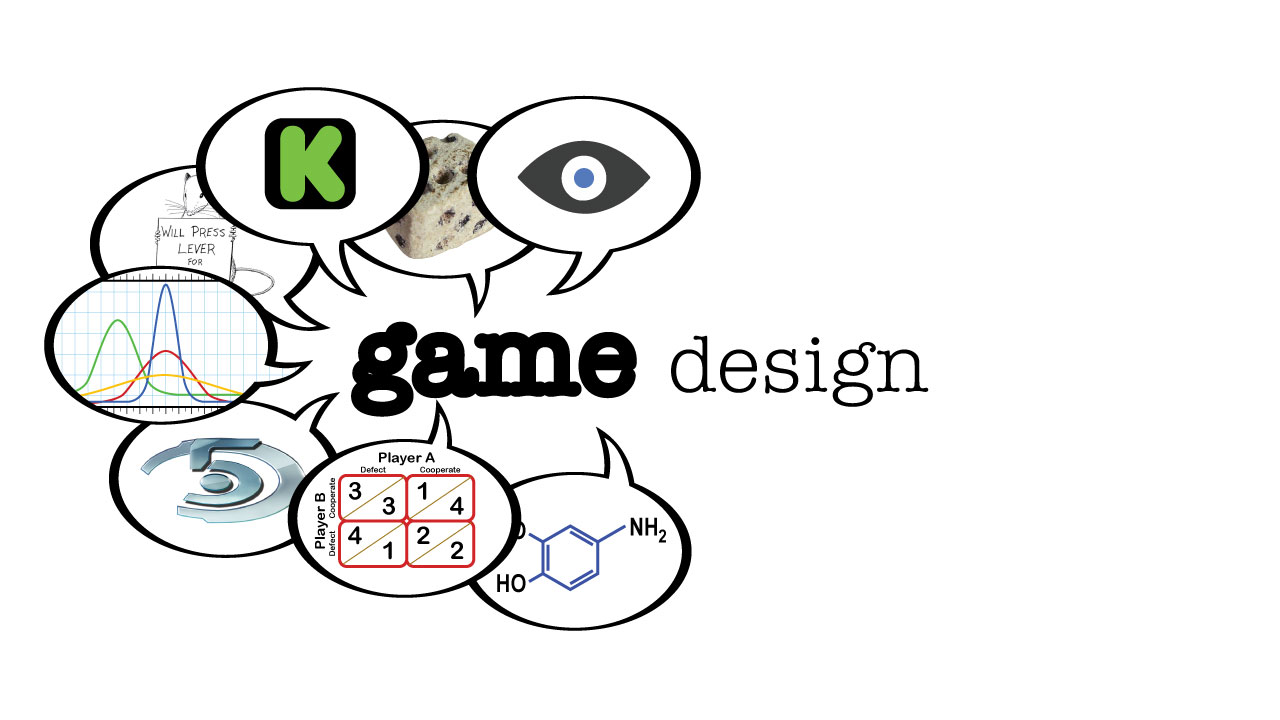 K
WILL PRESS
LEVER
FOR
game design
5
Player A
Defect
Cooperate
Player B
Cooperate
Defect
3
3
1
4
4
1
2
2
NH2
HO